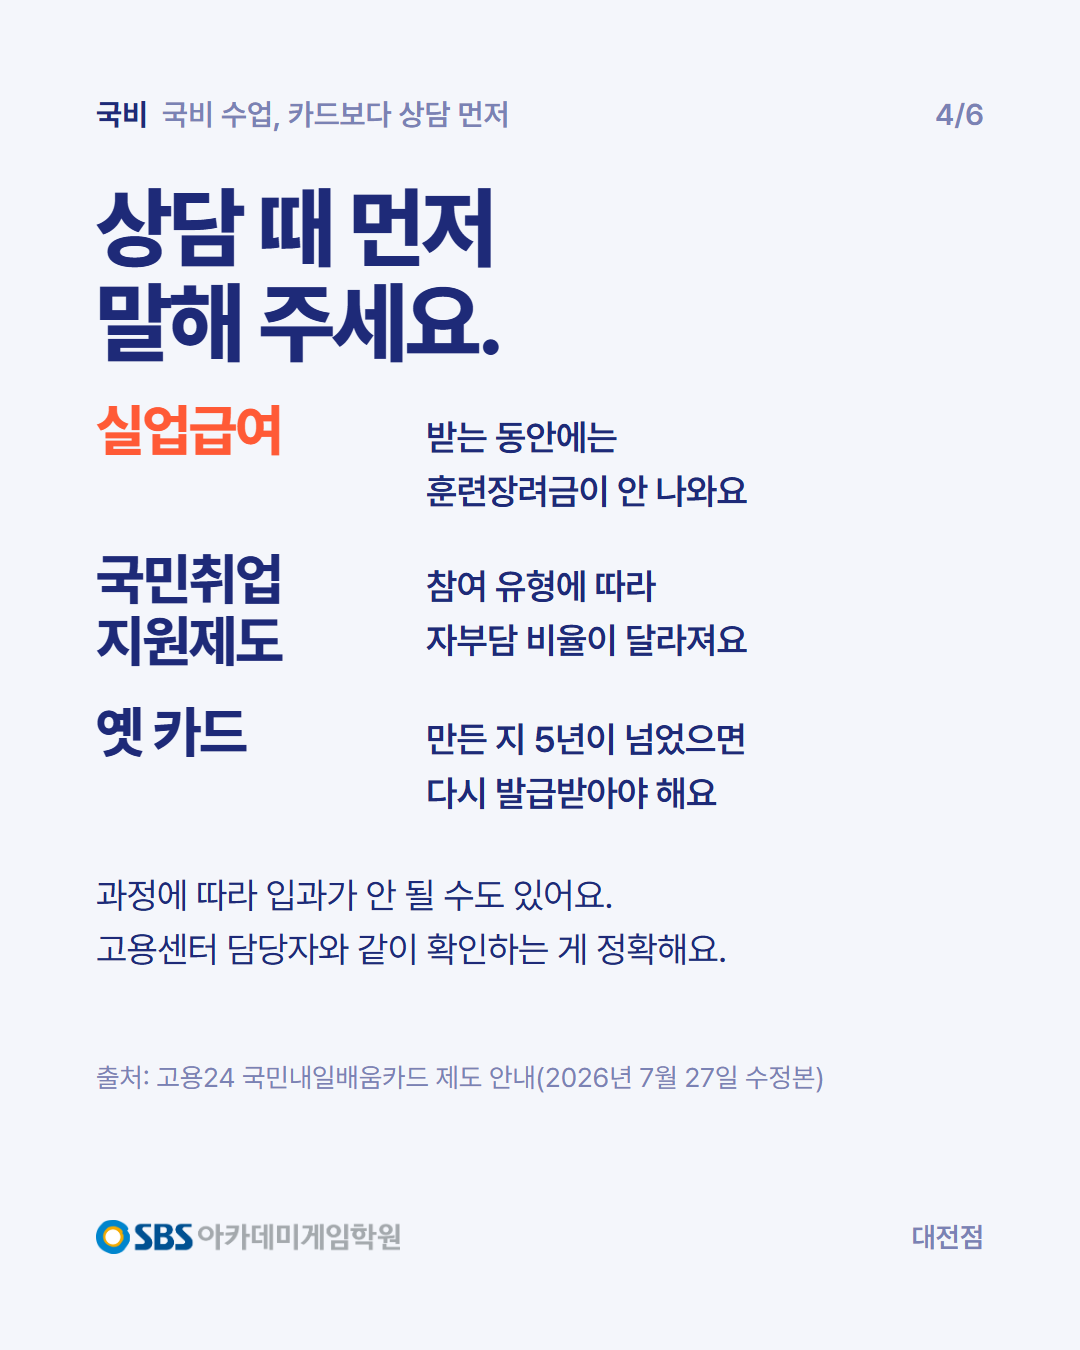 국비 국비 수업, 카드보다 상담 먼저
4/6
상담 때 먼저
말해 주세요.
실업급여
받는 동안에는
훈련장려금이 안 나와요
국민취업
지원제도
참여 유형에 따라
자부담 비율이 달라져요
옛 카드
만든 지 5년이 넘었으면
다시 발급받아야 해요
과정에 따라 입과가 안 될 수도 있어요.
고용센터 담당자와 같이 확인하는 게 정확해요.
출처: 고용24 국민내일배움카드 제도 안내(2026년 7월 27일 수정본)
SBS 아카데미게임학원
대전점